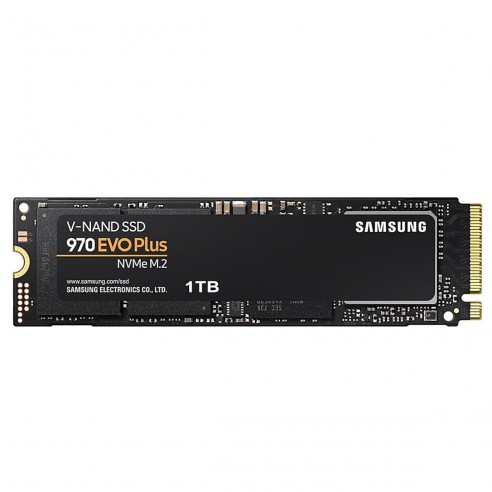 V-NAND SSD
970 EVO Plus
NVMe M.2
SAMSUNG
www.samsung.com/ssd
SAMSUNG ELECTRONICS CO., LTD.
1TB